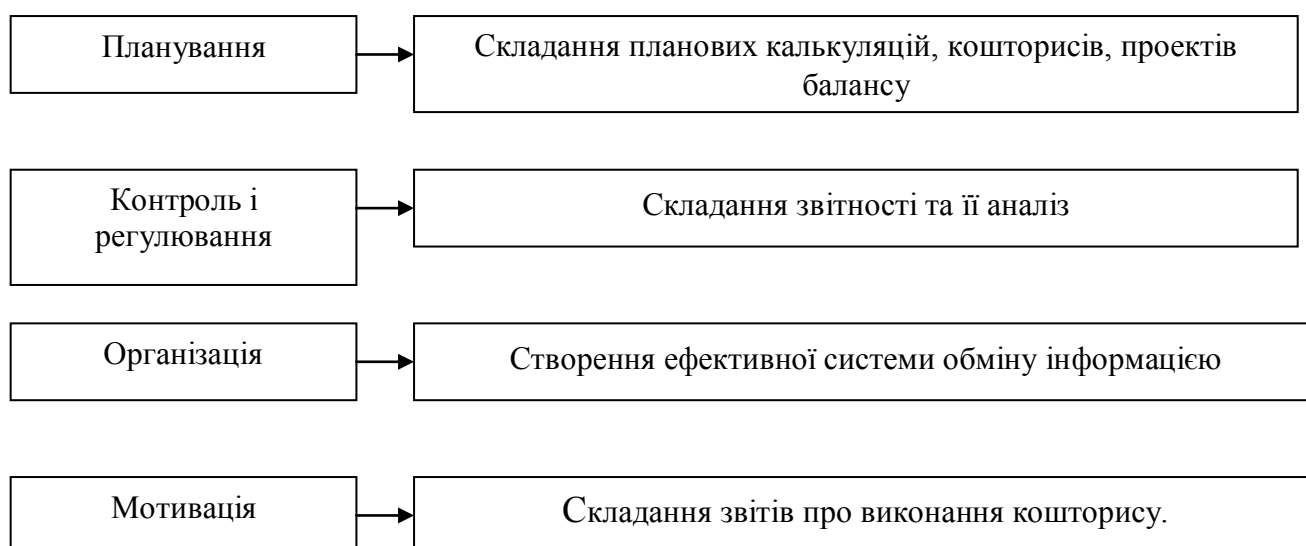 Планування
Складання планових калькуляцій, кошторисів, проектів
балансу
Контроль і
регулювання
Складання звітності та її аналіз
Організація
Створення ефективної системи обміну інформацією
Мотивація
Складання звітів про виконання кошторису.